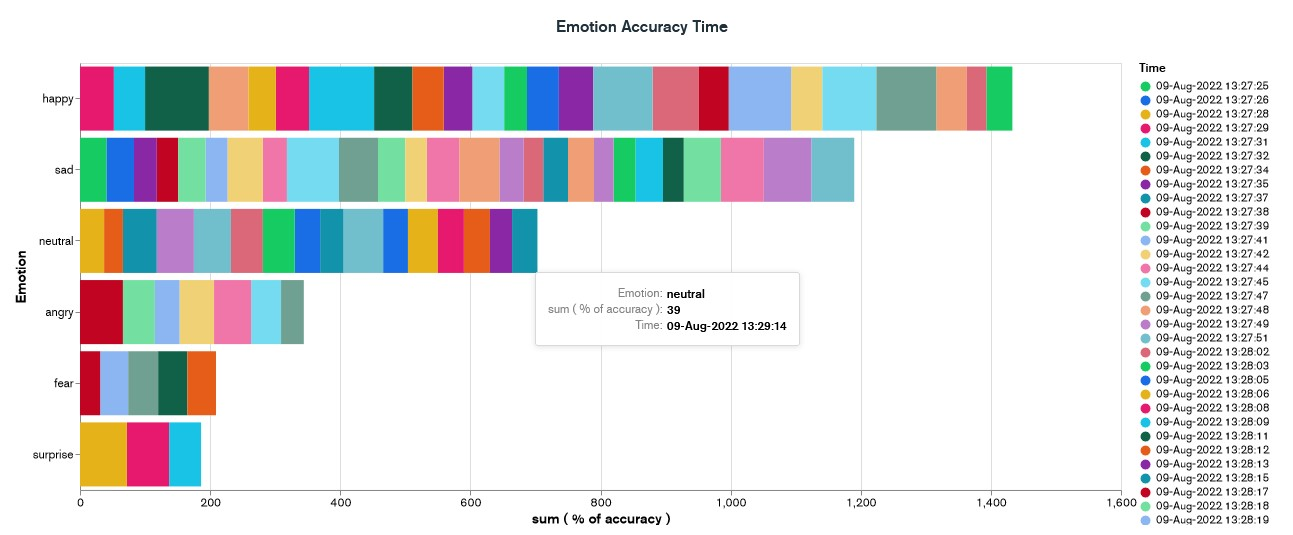 Emotion Accuracy Time
Emotion
happy
sad
neutral
angry
fear
surprise
0 200 400 600 800 1,000 1,200 1,400 1,600
sum ( % of accuracy )
Emotion: neutral
sum ( % of accuracy ): 39
Time: 09-Aug-2022 13:29:14
Time
09-Aug-2022 13:27:25
09-Aug-2022 13:27:26
09-Aug-2022 13:27:28
09-Aug-2022 13:27:29
09-Aug-2022 13:27:31
09-Aug-2022 13:27:32
09-Aug-2022 13:27:34
09-Aug-2022 13:27:35
09-Aug-2022 13:27:37
09-Aug-2022 13:27:38
09-Aug-2022 13:27:39
09-Aug-2022 13:27:41
09-Aug-2022 13:27:42
09-Aug-2022 13:27:44
09-Aug-2022 13:27:45
09-Aug-2022 13:27:47
09-Aug-2022 13:27:48
09-Aug-2022 13:27:49
09-Aug-2022 13:27:51
09-Aug-2022 13:28:02
09-Aug-2022 13:28:03
09-Aug-2022 13:28:05
09-Aug-2022 13:28:06
09-Aug-2022 13:28:08
09-Aug-2022 13:28:09
09-Aug-2022 13:28:11
09-Aug-2022 13:28:12
09-Aug-2022 13:28:13
09-Aug-2022 13:28:15
09-Aug-2022 13:28:17
09-Aug-2022 13:28:18
09-Aug-2022 13:28:19